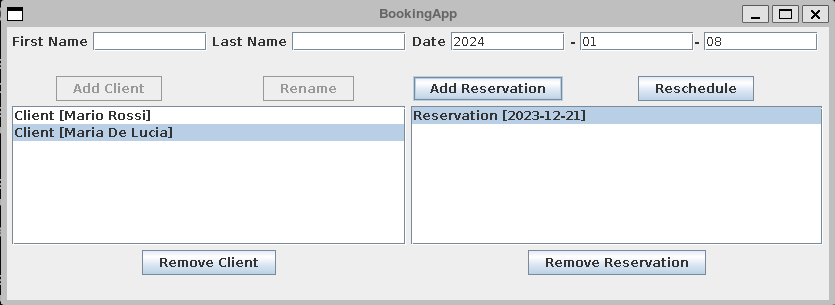 BookingApp
First Name Last Name Date 2024 - 01 - 08
Add Client Rename Add Reservation Reschedule
Client [Mario Rossi]
Client [Maria De Lucia]
Reservation [2023-12-21]
Remove Client Remove Reservation